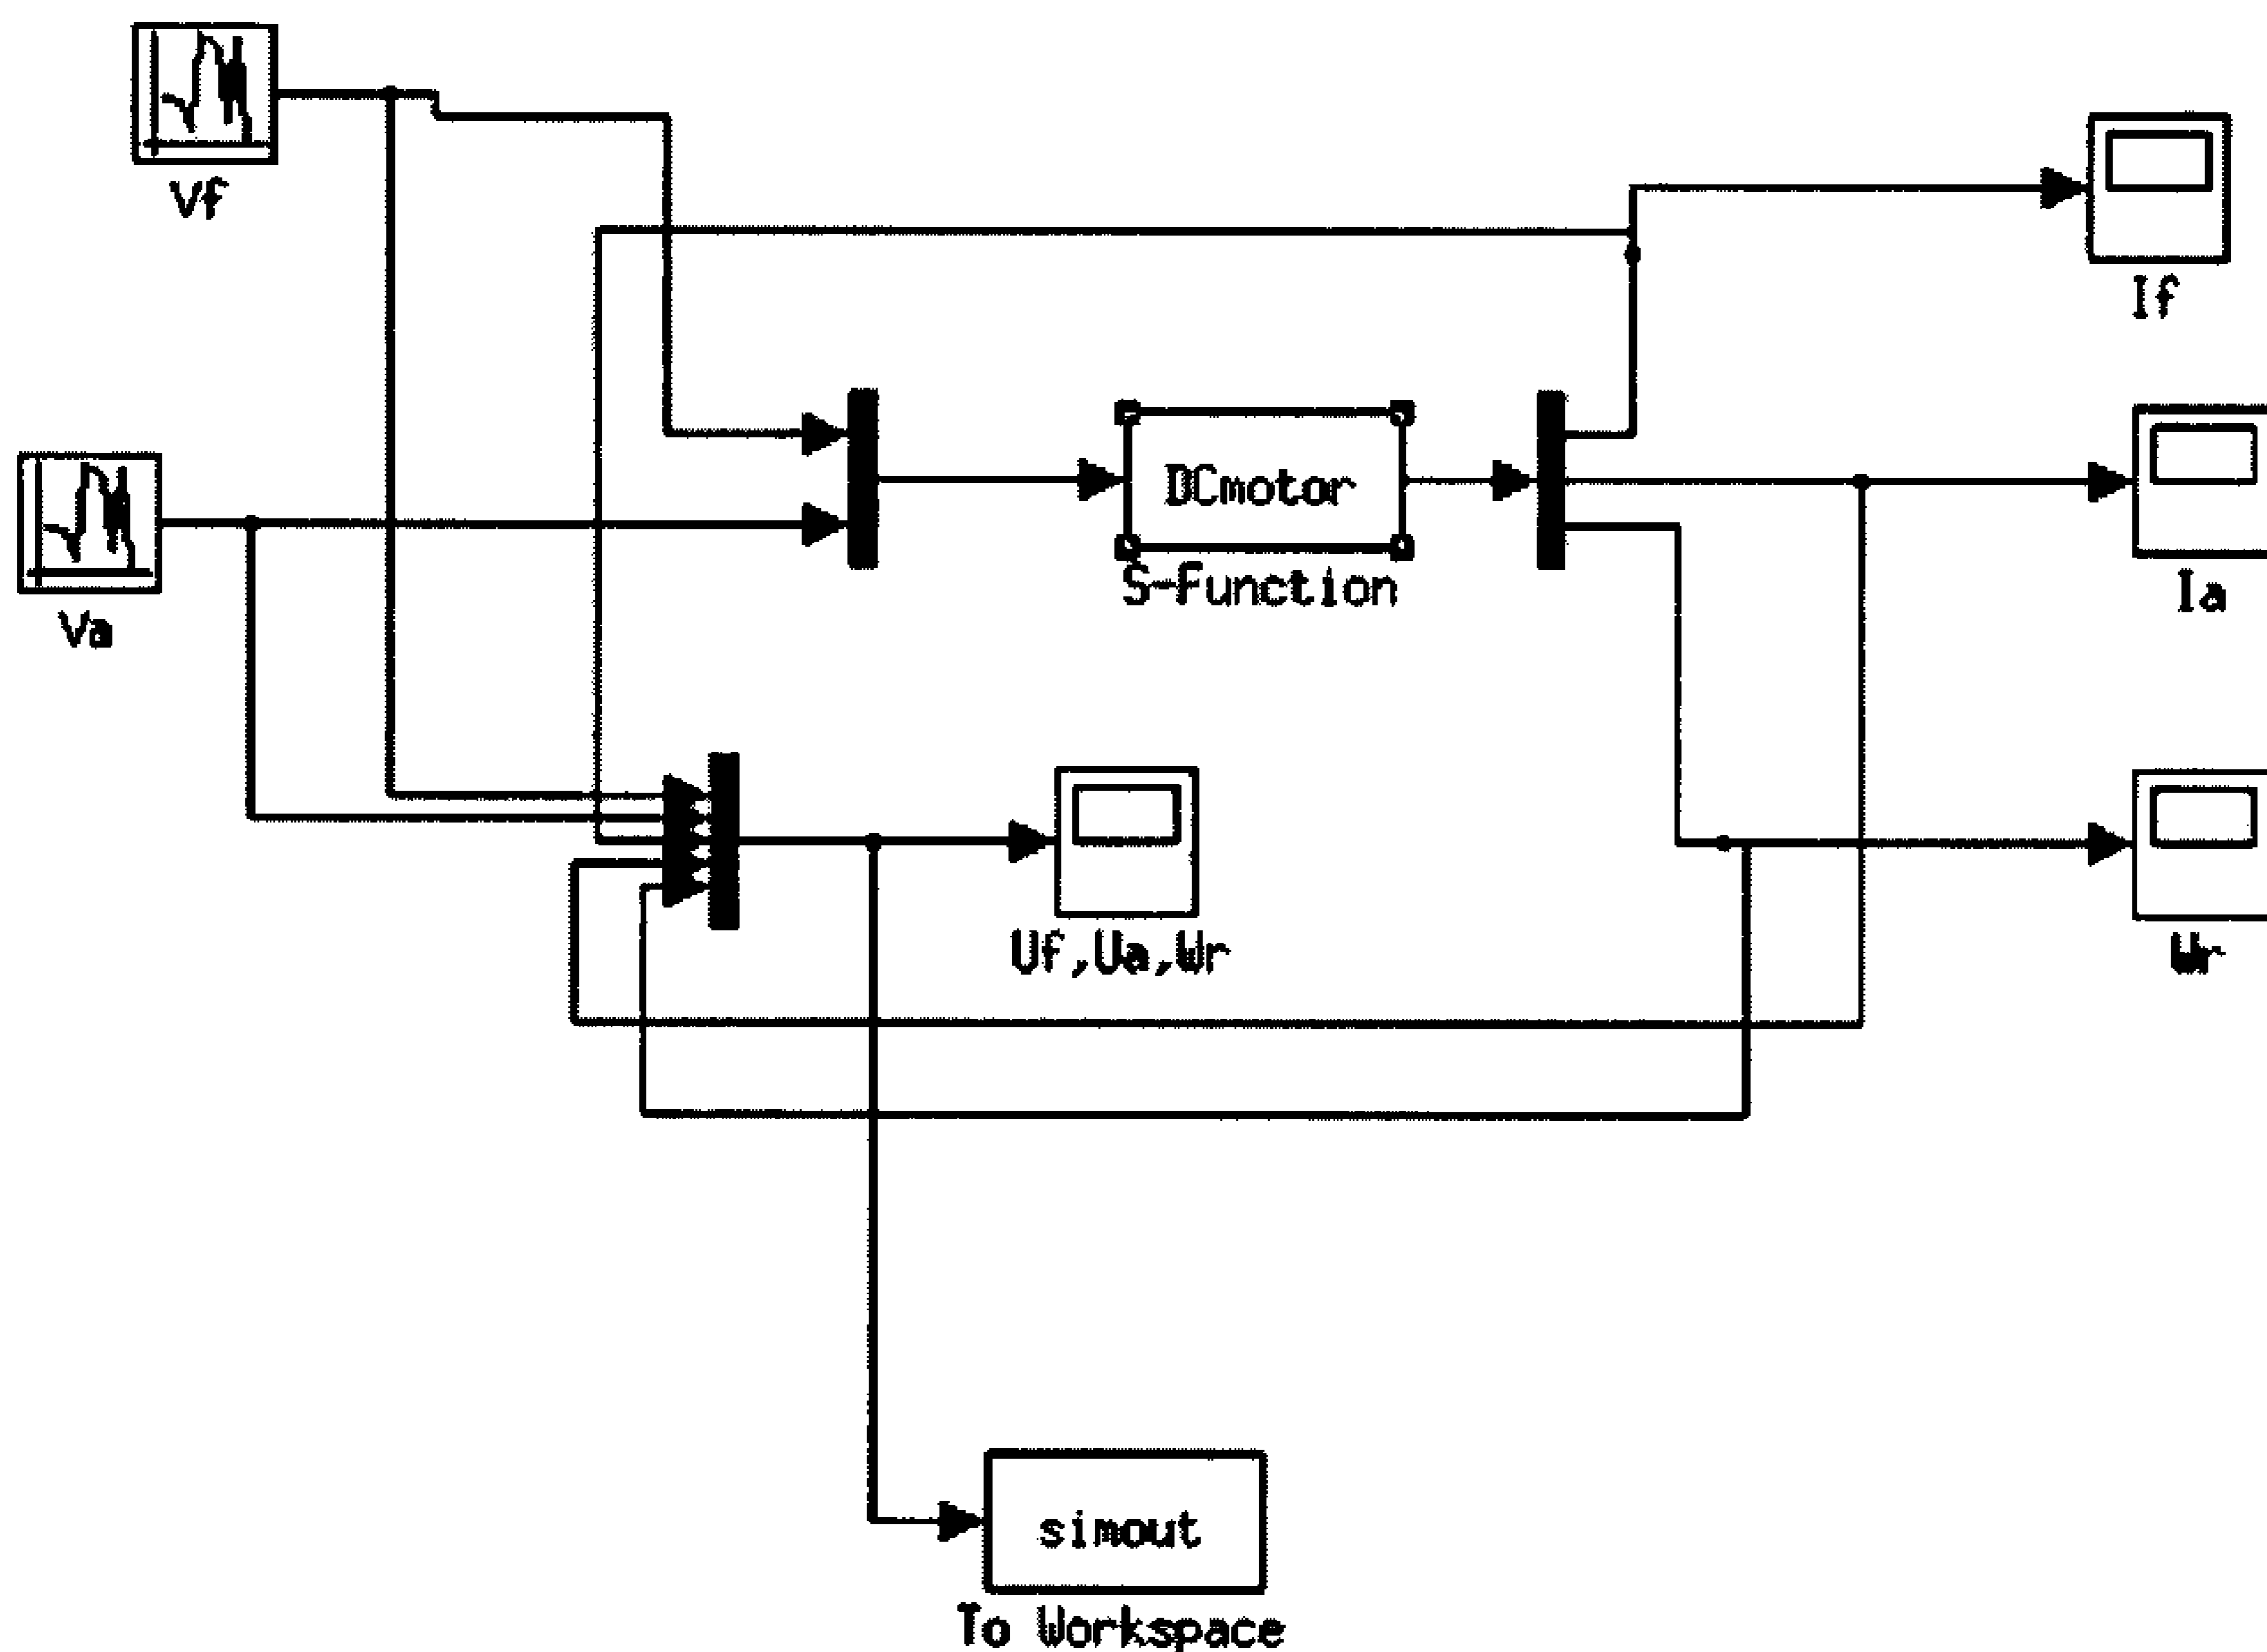 Vf
If
DCmotor
S-Function
Ia
Va
Uf,Ua,Wr
Wr
simout
To Workspace